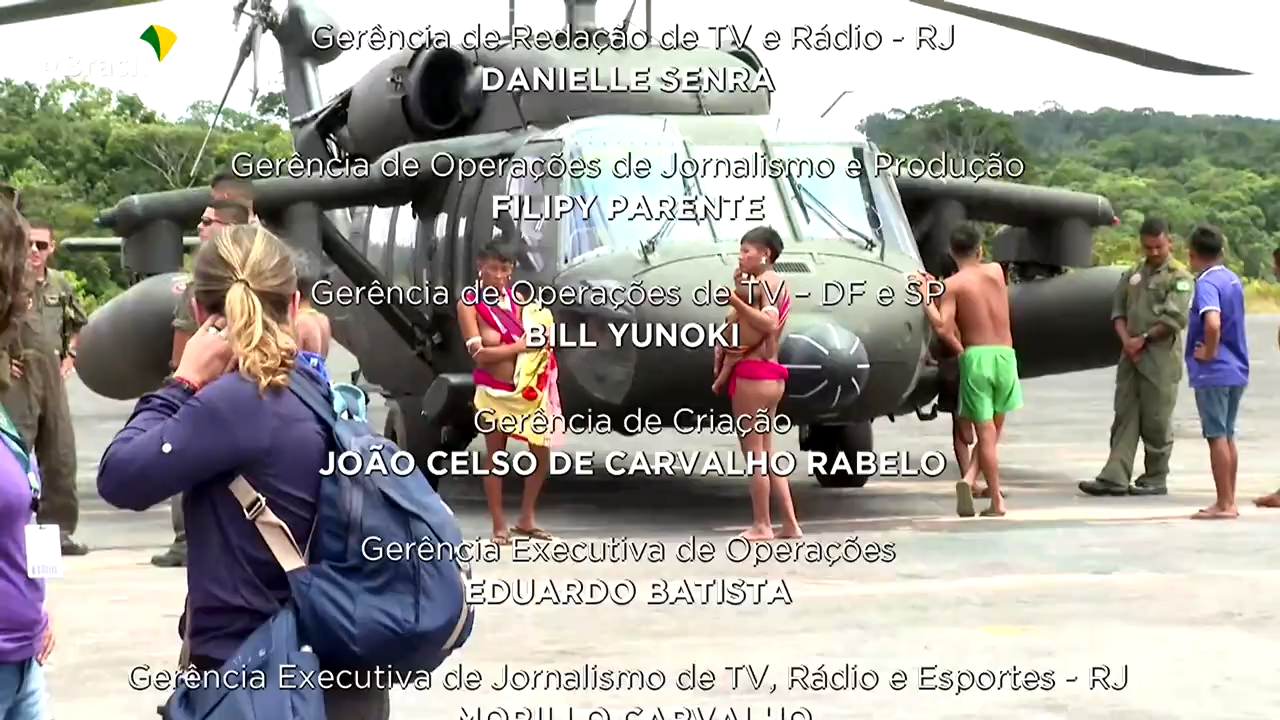 Gerência de Redação de TV e Rádio - RJ
DANIELLE SENRA
Gerência de Operações de Jornalismo e Produção
FILIPY PARENTE
Gerência de Operações de TV – DF e SP
BILL YUNOKI
Gerência de Criação
JOÃO CELSO DE CARVALHO RABELO
Gerência Executiva de Operações
EDUARDO BATISTA
Gerência Executiva de Jornalismo de TV, Rádio e Esportes - RJ
MORILLO CARVALHO